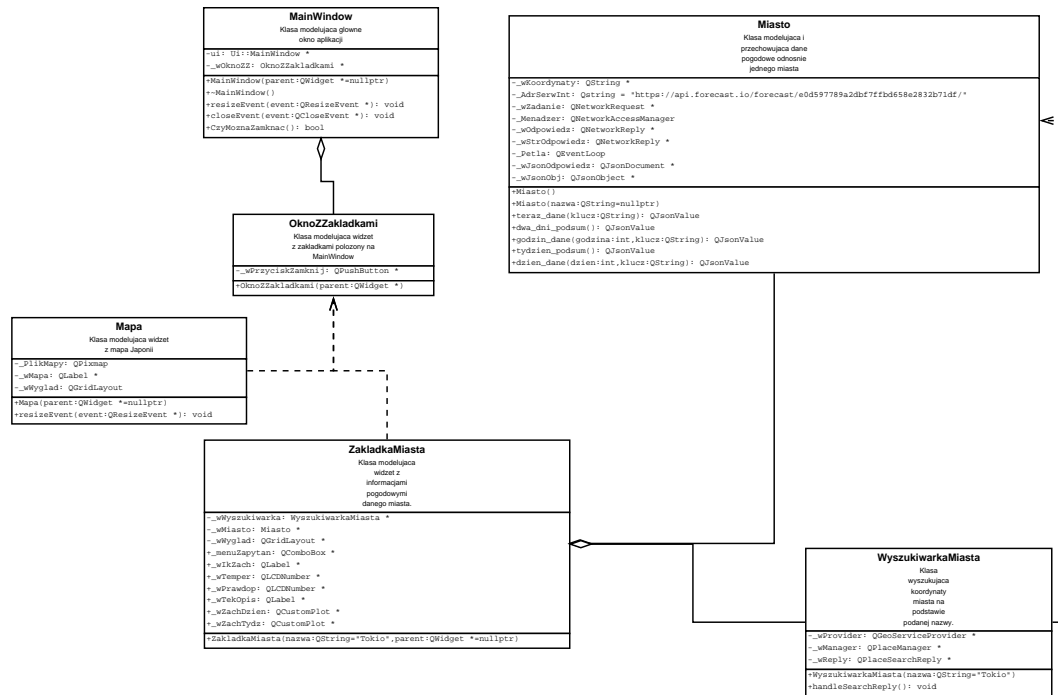 MainWindow
Klasa modelujaca glowne
okno aplikacji
-ui: Ui::MainWindow *
-_wOknoZZ: OknoZZakladkami *
+MainWindow(parent:QWidget *=nullptr)
+~MainWindow()
+resizeEvent(event:QResizeEvent *): void
+closeEvent(event:QCloseEvent *): void
+CzyMoznaZamknac(): bool
Miasto
Klasa modelujaca i
przechowujaca dane
pogodowe odnosnie
jednego miasta
-_wKoordynaty: QString *
-_AdrSerwInt: Qstring = "https://api.forecast.io/forecast/e0d597789a2dbf7ffbd658e2832b71df/"
-_wZadanie: QNetworkRequest *
-_Menadzer: QNetworkAccessManager
-_wOdpowiedz: QNetworkReply *
-_wStrOdpowiedz: QNetworkReply *
-_Petla: QEventLoop
-_wJsonOdpowiedz: QJsonDocument *
-_wJsonObj: QJsonObject *
+Miasto()
+Miasto(nazwa:QString=nullptr)
+teraz_dane(klucz:QString): QJsonValue
+dwa_dni_podsum(): QJsonValue
+godzin_dane(godzina:int,klucz:QString): QJsonValue
+tydzien_podsum(): QJsonValue
+dzien_dane(dzien:int,klucz:QString): QJsonValue
OknoZZakladkami
Klasa modelujaca widzet
z zakladkami polozony na
MainWindow
-_wPrzyciskZamknij: QPushButton *
+OknoZZakladkami(parent:QWidget *)
Mapa
Klasa modelujaca widzet
z mapa Japonii
-_PlikMapy: QPixmap
-_wMapa: QLabel *
-_wWyglad: QGridLayout
+Mapa(parent:QWidget *=nullptr)
+resizeEvent(event:QResizeEvent *): void
ZakladkaMiasta
Klasa modelujaca
widzet z
informacjami
pogodowymi
danego miasta.
-_wWyszukiwarka: WyszukiwarkaMiasta *
-_wMiasto: Miasto *
-_wWyglad: QGridLayout *
+_menuZapytan: QComboBox *
+_wIkZach: QLabel *
+_wTemper: QLCDNumber *
+_wPrawdop: QLCDNumber *
+_wTekOpis: QLabel *
+_wZachDzien: QCustomPlot *
+_wZachTydz: QCustomPlot *
+ZakladkaMiasta(nazwa:QString="Tokio",parent:QWidget *=nullptr)
WyszukiwarkaMiasta
Klasa
wyszukujaca
koordynaty
miasta na
podstawie
podanej nazwy.
-_wProvider: QGeoServiceProvider *
-_wManager: QPlaceManager *
-_wReply: QPlaceSearchReply *
+WyszukiwarkaMiasta(nazwa:QString="Tokio")
+handleSearchReply(): void